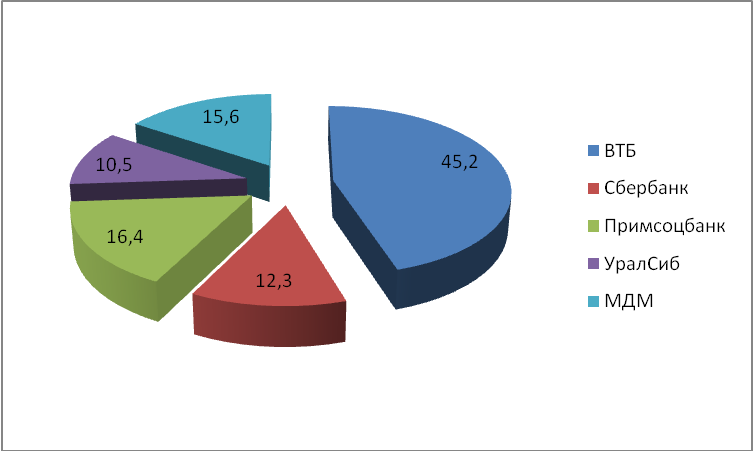 15,6
45,2
10,5
16,4
12,3
ВТБ
Сбербанк
Примсоцбанк
УралСиб
МДМ